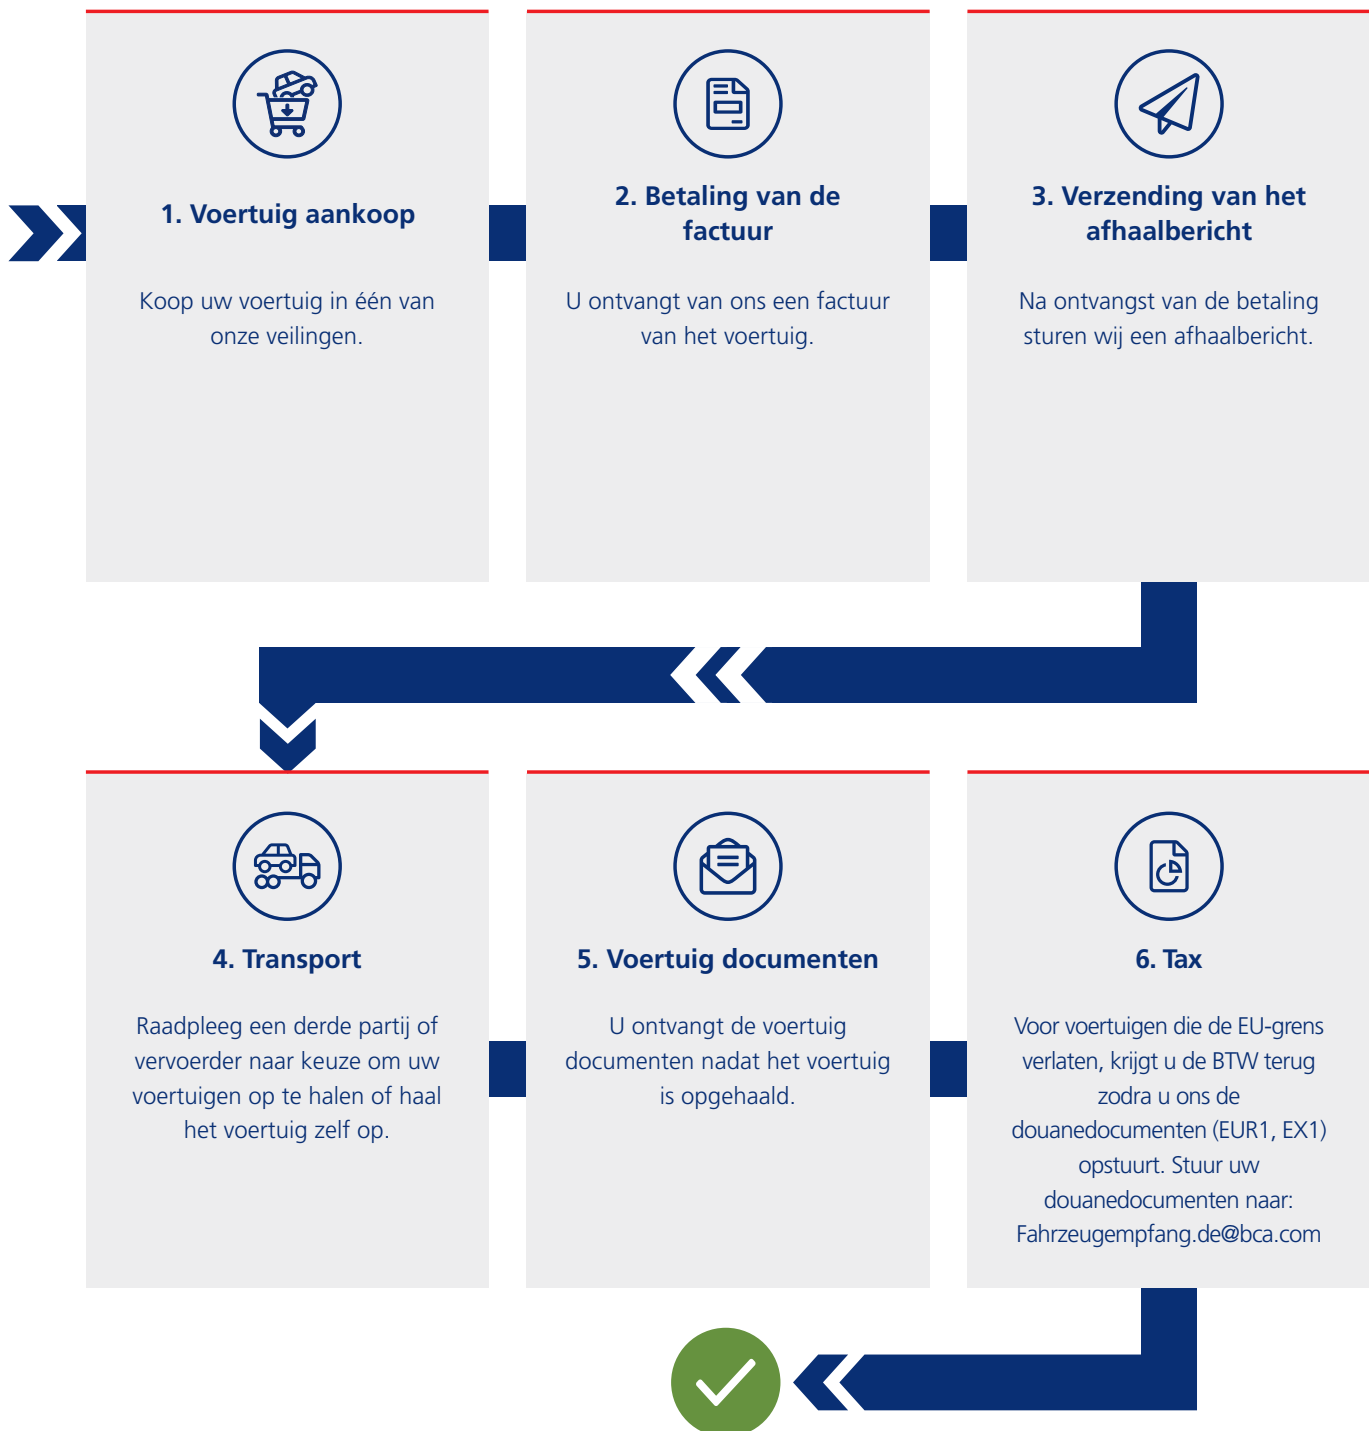 1. Voertuig aankoop
Koop uw voertuig in één van
onze veilingen.
2. Betaling van de
factuur
U ontvangt van ons een factuur
van het voertuig.
3. Verzending van het
afhaalbericht
Na ontvangst van de betaling
sturen wij een afhaalbericht.
4. Transport
Raadpleeg een derde partij of
vervoerder naar keuze om uw
voertuigen op te halen of haal
het voertuig zelf op.
5. Voertuig documenten
U ontvangt de voertuig
documenten nadat het voertuig
is opgehaald.
6. Tax
Voor voertuigen die de EU-grens
verlaten, krijgt u de BTW terug
zodra u ons de
douanedocumenten (EUR1, EX1)
opstuurt. Stuur uw
douanedocumenten naar:
Fahrzeugempfang.de@bca.com